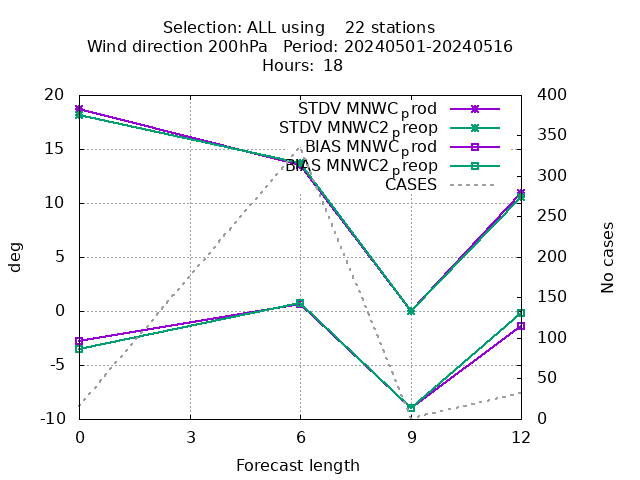 Selection: ALL using    22 stations
Wind direction 200hPa   Period: 20240501-20240516
Hours: 18
STDV MNWC_prod
STDV MNWC2_preop
BIAS MNWC_prod
BIAS MNWC2_preop
CASES
20
15
10
5
0
-5
-10
deg
400
350
300
250
200
150
100
50
0
No cases
0 3 6 9 12
Forecast length